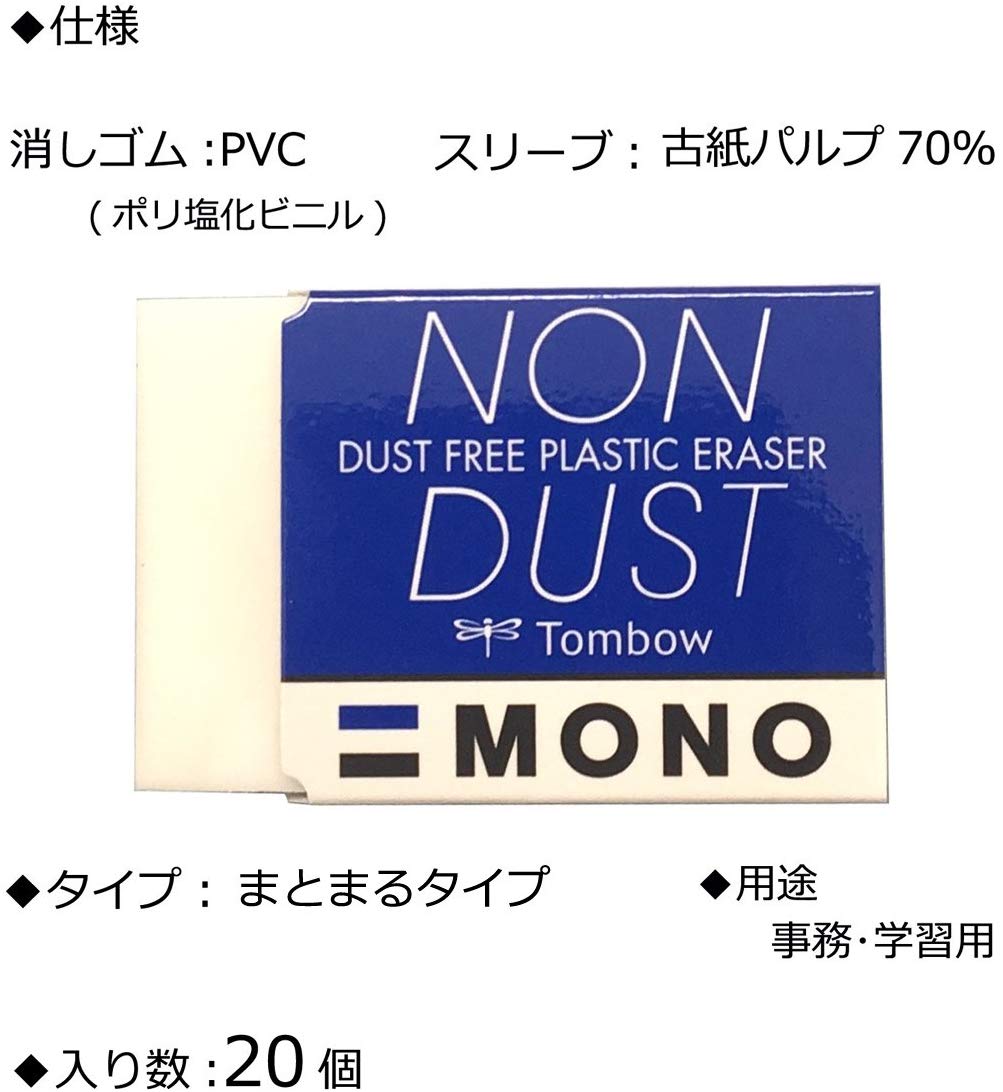 ◆仕様
消しゴム:PVC スリーブ: 古紙パルプ 70%
(ポリ塩化ビニル)
NON
DUST FREE PLASTIC ERASER
DUST
Tombow
MONO
◆タイプ: まとまるタイプ ◆用途
事務・学習用
◆入り数:20個